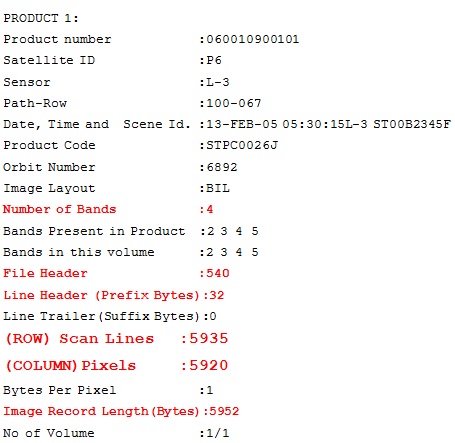 PRODUCT 1:
Product number :060010900101
Satellite ID :P6
Sensor :L-3
Path-Row :100-067
Date, Time and Scene Id. :13-FEB-05 05:30:15L-3 ST00B2345F
Product Code :STPC0026J
Orbit Number :6892
Image Layout :BIL
Number of Bands :4
Bands Present in Product :2 3 4 5
Bands in this volume :2 3 4 5
File Header :540
Line Header (Prefix Bytes):32
Line Trailer(Suffix Bytes):0
(ROW) Scan Lines :5935
(COLUMN)Pixels :5920
Bytes Per Pixel :1
Image Record Length(Bytes):5952
No of Volume :1/1